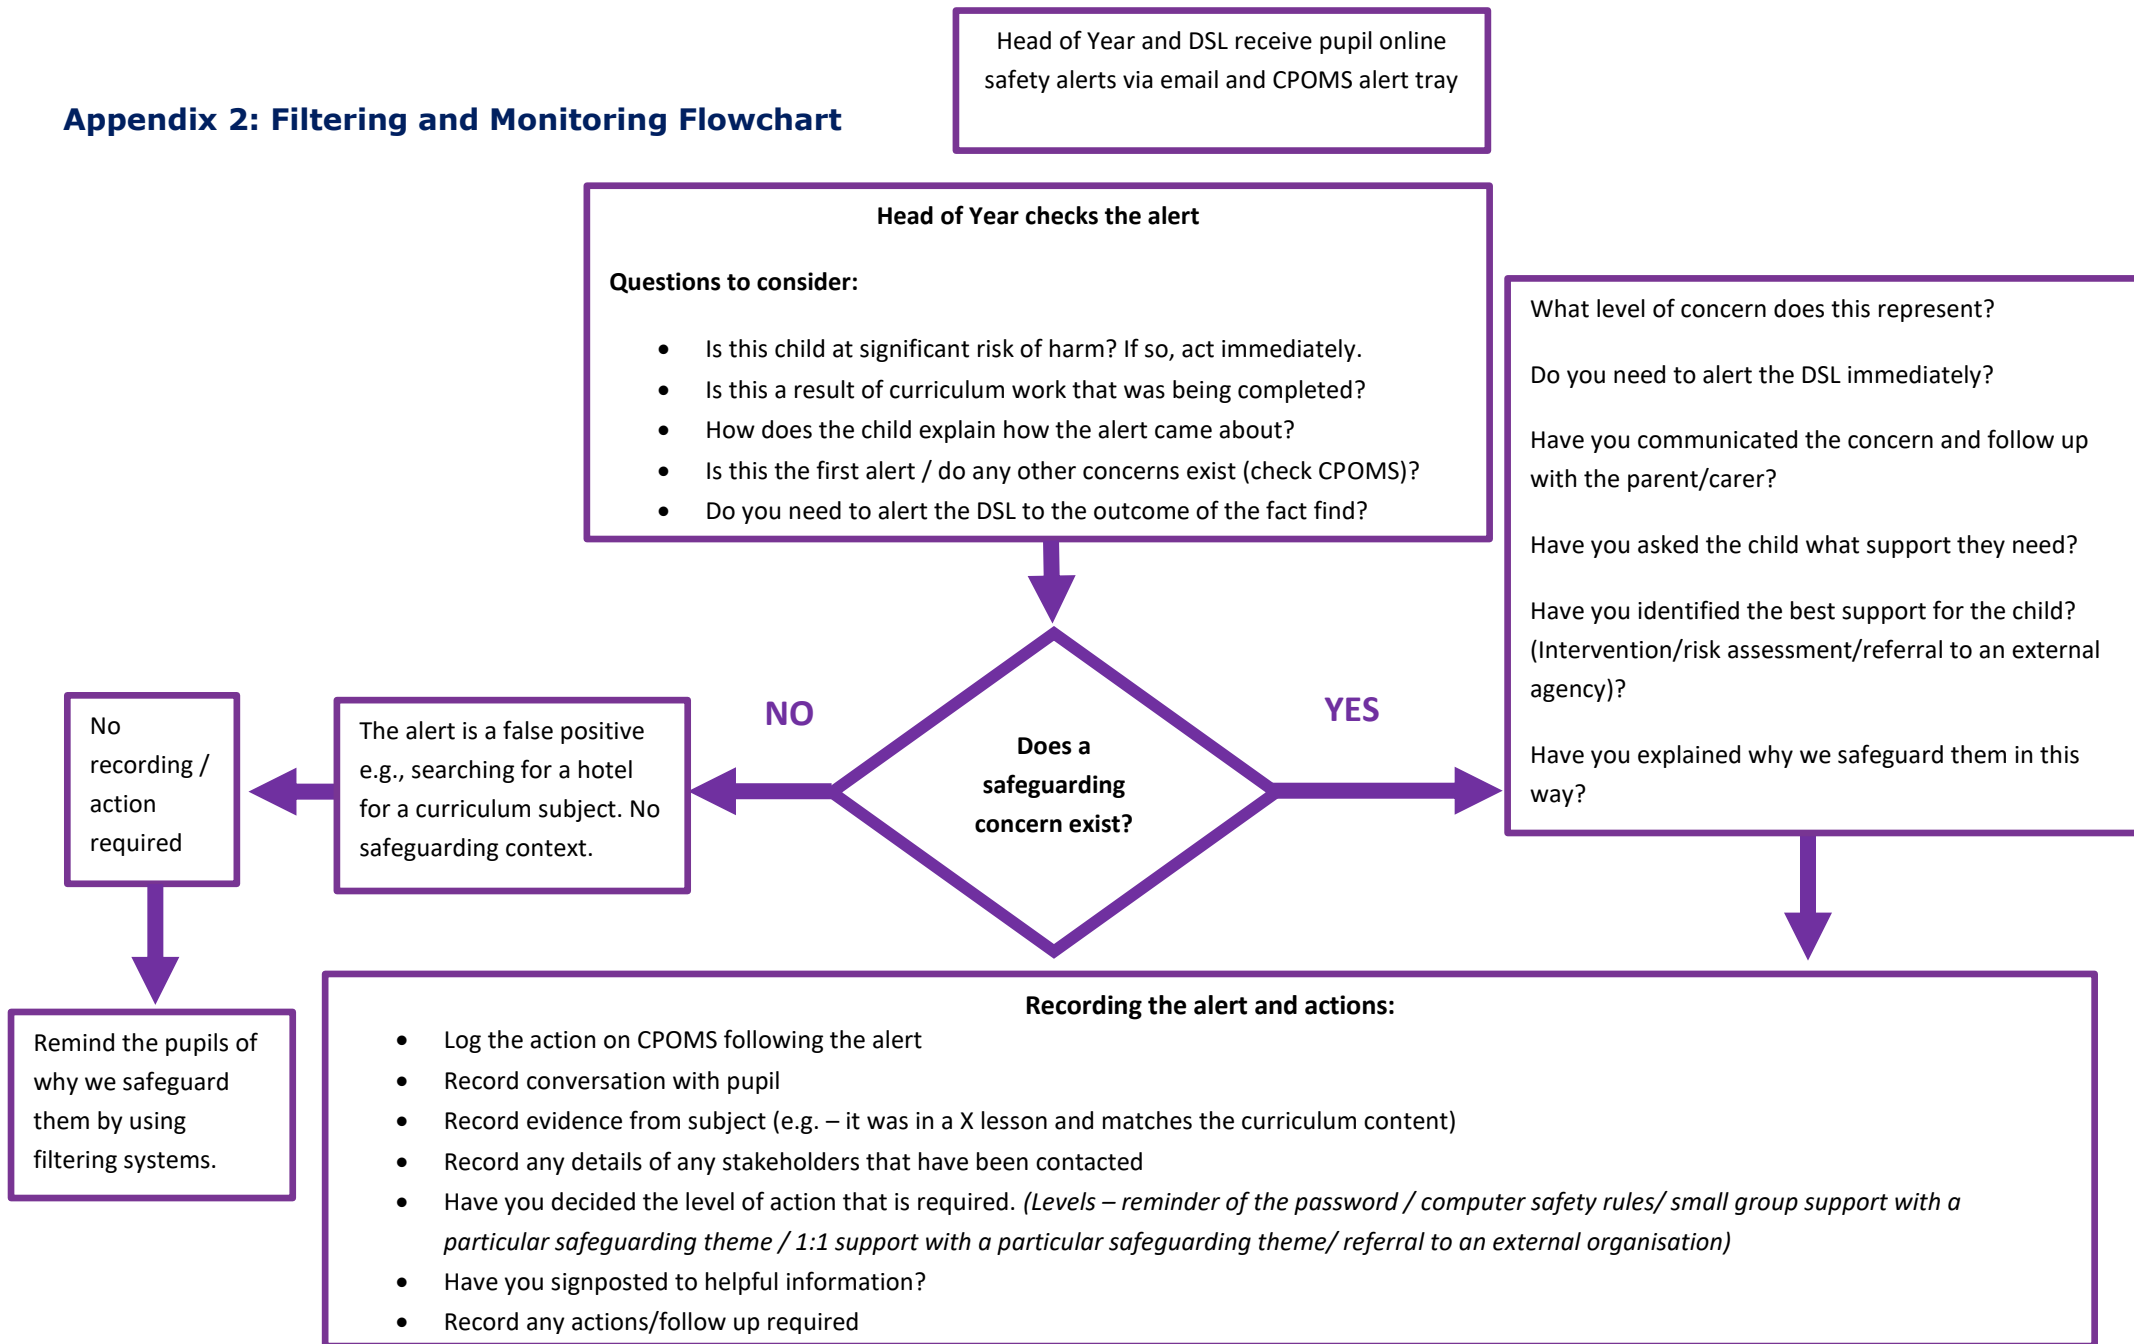 Head of Year and DSL receive pupil online
safety alerts via email and CPOMS alert tray
Appendix 2: Filtering and Monitoring Flowchart
Head of Year checks the alert
Questions to consider:
• Is this child at significant risk of harm? If so, act immediately.
• Is this a result of curriculum work that was being completed?
• How does the child explain how the alert came about?
• Is this the first alert / do any other concerns exist (check CPOMS)?
• Do you need to alert the DSL to the outcome of the fact find?
Does a
safeguarding
concern exist?
NO
The alert is a false positive
e.g., searching for a hotel
for a curriculum subject. No
safeguarding context.
No
recording /
action
required
Remind the pupils of
why we safeguard
them by using
filtering systems.
YES
What level of concern does this represent?
Do you need to alert the DSL immediately?
Have you communicated the concern and follow up
with the parent/carer?
Have you asked the child what support they need?
Have you identified the best support for the child?
(Intervention/risk assessment/referral to an external
agency)?
Have you explained why we safeguard them in this
way?
Recording the alert and actions:
• Log the action on CPOMS following the alert
• Record conversation with pupil
• Record evidence from subject (e.g. – it was in a X lesson and matches the curriculum content)
• Record any details of any stakeholders that have been contacted
• Have you decided the level of action that is required. (Levels – reminder of the password / computer safety rules/ small group support with a
particular safeguarding theme / 1:1 support with a particular safeguarding theme/ referral to an external organisation)
• Have you signposted to helpful information?
• Record any actions/follow up required